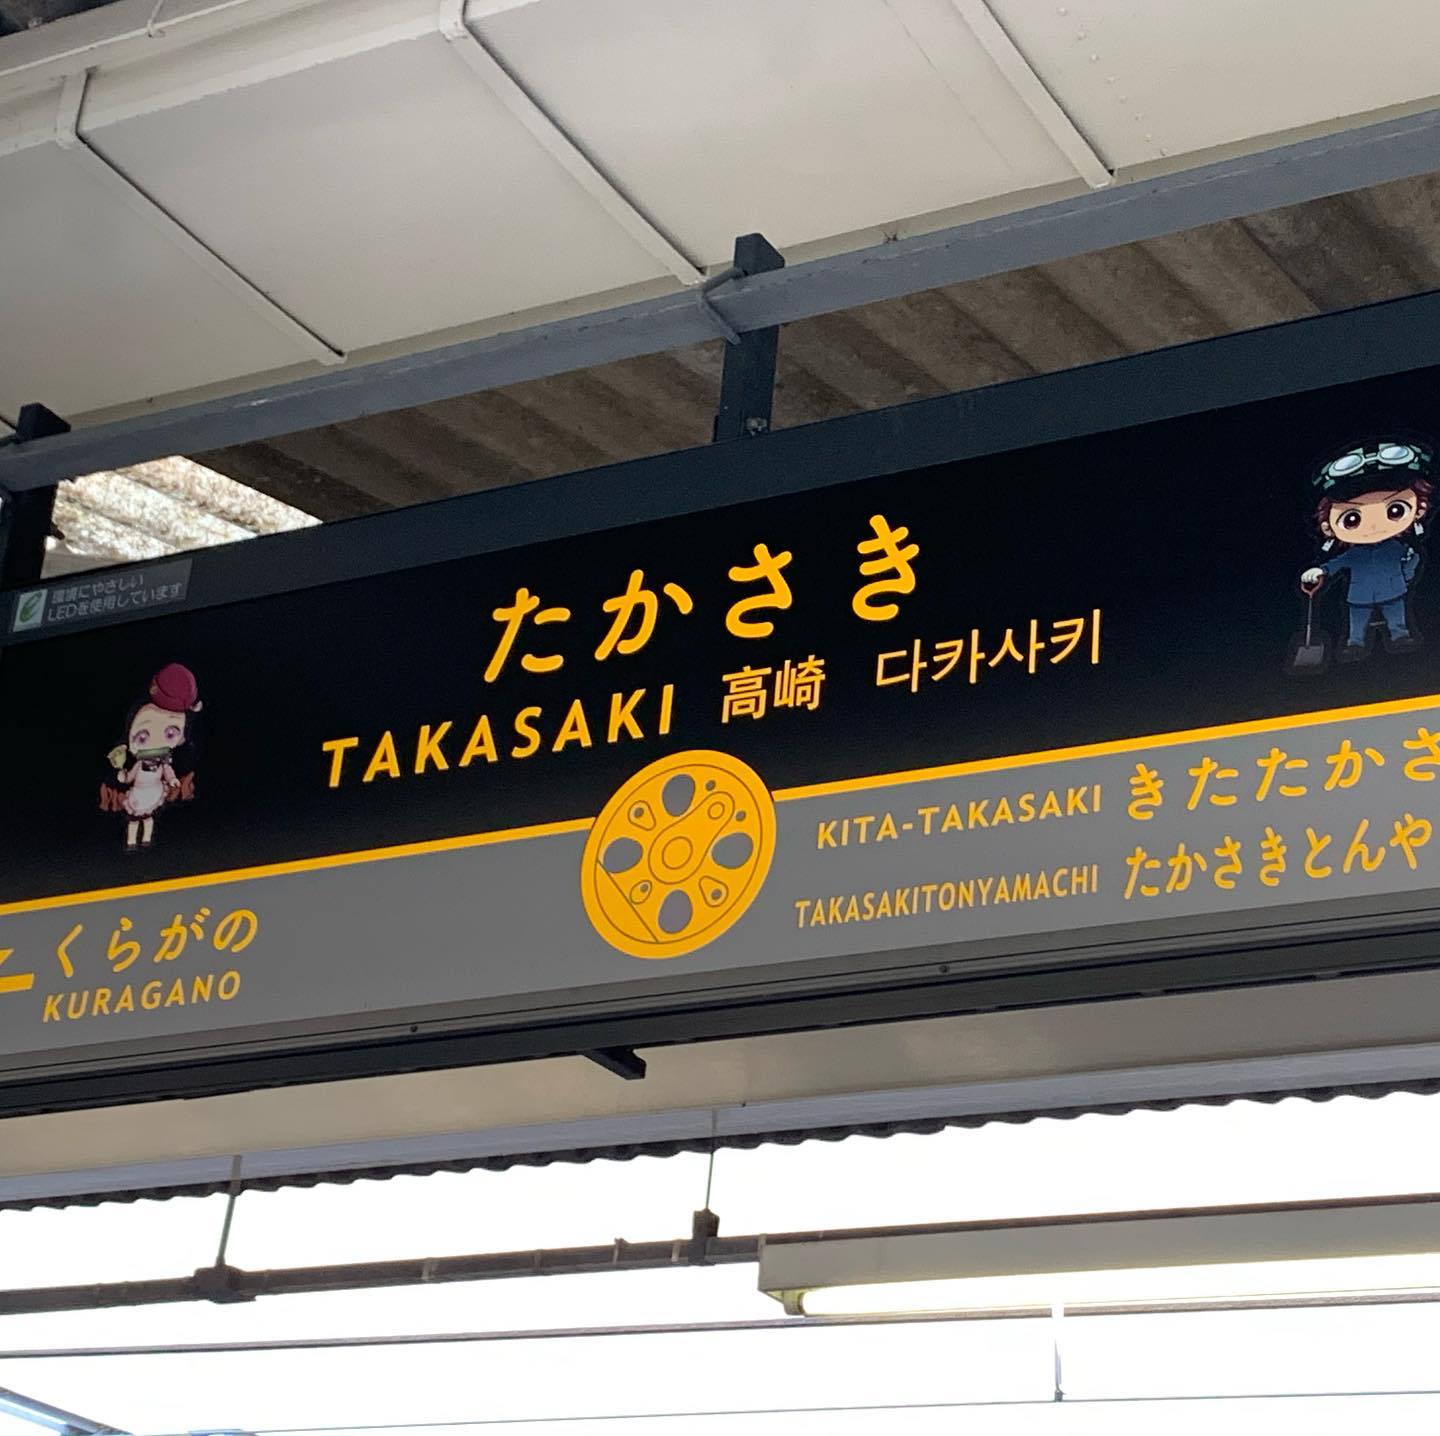 環境にやさしい
LEDを使用しています
たかさき
TAKASAKI 高崎 다카사키
KITA-TAKASAKI きたたかさ
TAKASAKITONYAMACHI たかさきとんや
くらがの
KURAGANO